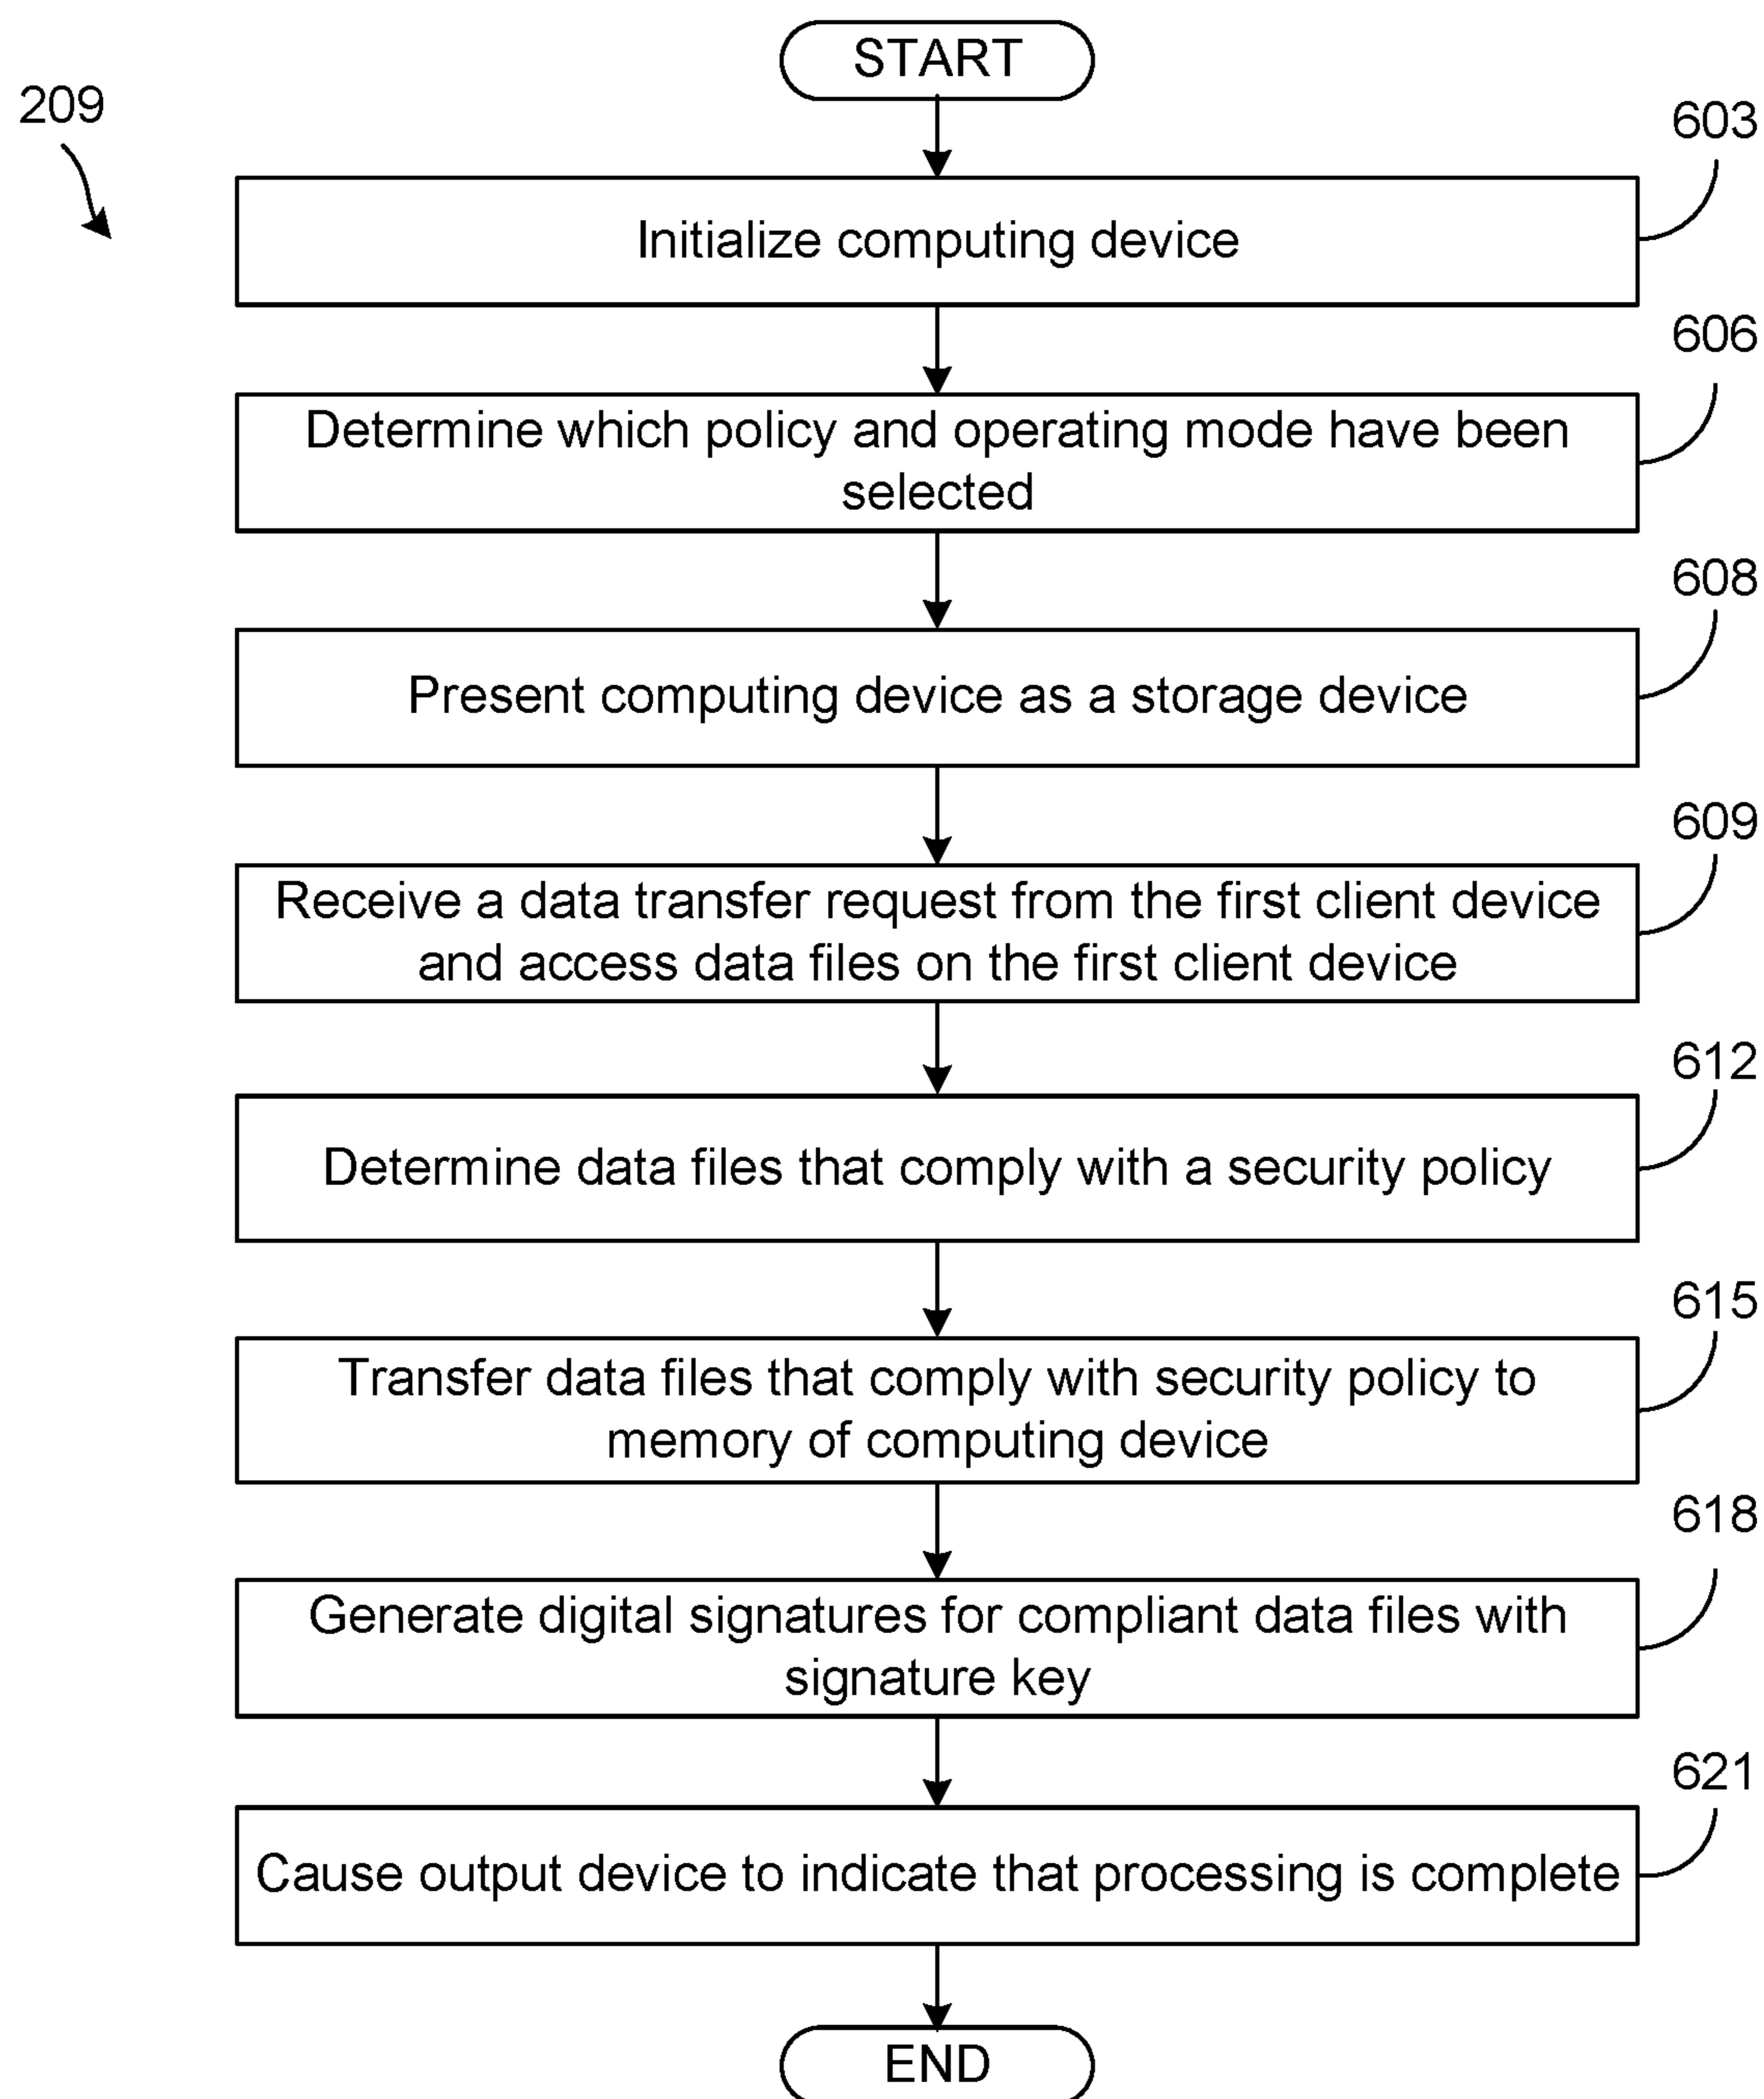 START
209
603
Initialize computing device
606
Determine which policy and operating mode have been
selected
608
Present computing device as a storage device
609
Receive a data transfer request from the first client device
and access data files on the first client device
612
Determine data files that comply with a security policy
615
Transfer data files that comply with security policy to
memory of computing device
618
Generate digital signatures for compliant data files with
signature key
621
Cause output device to indicate that processing is complete
END